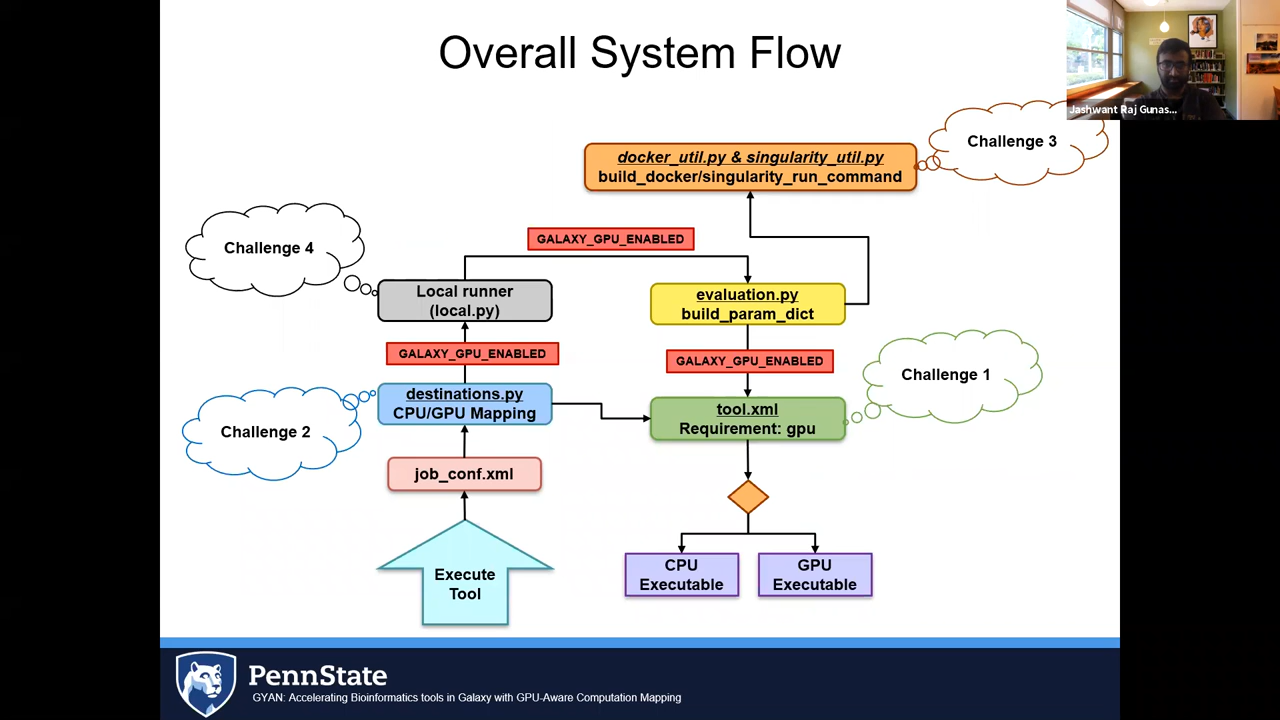 Overall System Flow
Jashwant Raj Gunas...
Challenge 3
docker_util.py & singularity_util.py
build_docker/singularity_run_command
Challenge 4
GALAXY_GPU_ENABLED
Local runner
(local.py)
evaluation.py
build_param_dict
GALAXY_GPU_ENABLED
GALAXY_GPU_ENABLED
Challenge 1
destinations.py
CPU/GPU Mapping
tool.xml
Requirement: gpu
Challenge 2
job_conf.xml
Execute
Tool
CPU
Executable
GPU
Executable
PennState
GYAN: Accelerating Bioinformatics tools in Galaxy with GPU-Aware Computation Mapping